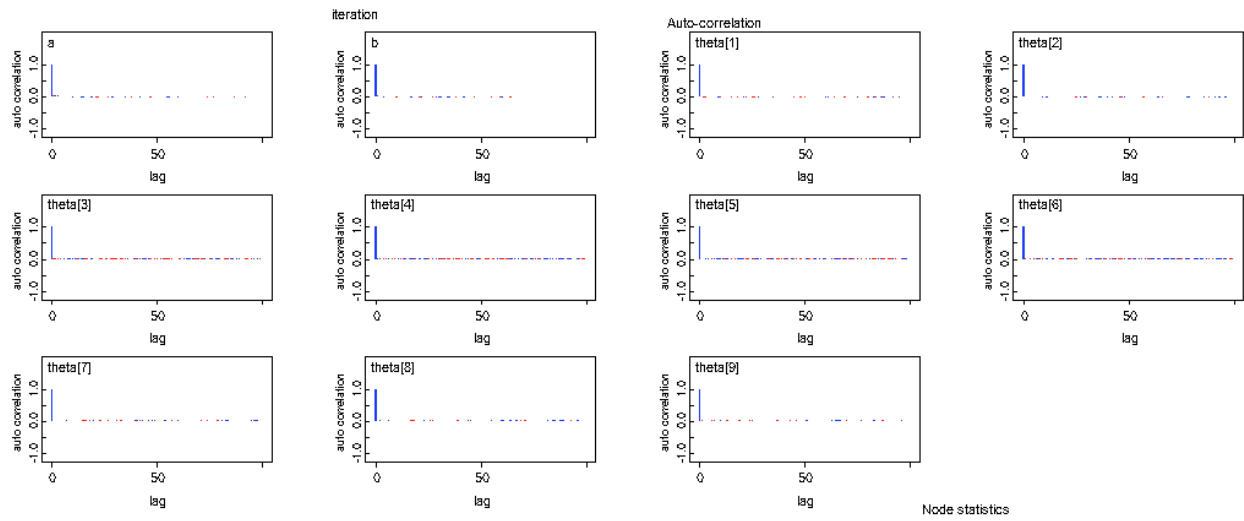 iteration
Auto-correlation
a
auto correlation
-1.0 0.0 1.0
0 50
lag
b
auto correlation
-1.0 0.0 1.0
0 50
lag
theta[1]
auto correlation
-1.0 0.0 1.0
0 50
lag
theta[2]
auto correlation
-1.0 0.0 1.0
0 50
lag
theta[3]
auto correlation
-1.0 0.0 1.0
0 50
lag
theta[4]
auto correlation
-1.0 0.0 1.0
0 50
lag
theta[5]
auto correlation
-1.0 0.0 1.0
0 50
lag
theta[6]
auto correlation
-1.0 0.0 1.0
0 50
lag
theta[7]
auto correlation
-1.0 0.0 1.0
0 50
lag
theta[8]
auto correlation
-1.0 0.0 1.0
0 50
lag
theta[9]
auto correlation
-1.0 0.0 1.0
0 50
lag
Node statistics